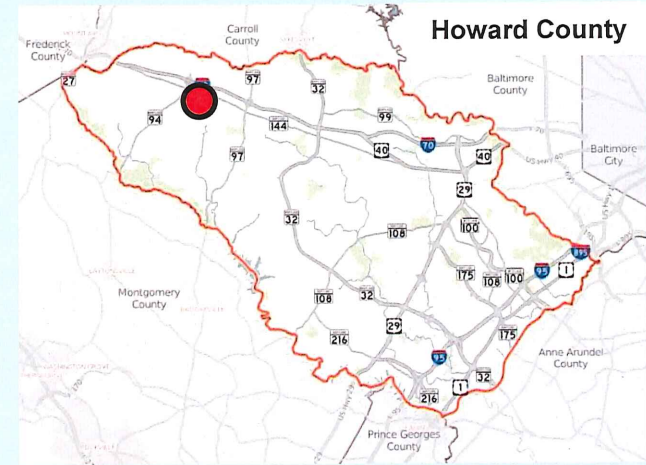 Howard County
Carroll
County
Frederick
County
27
97
32
Baltimore
County
94
144
99
70
40
40
97
Baltimore
City
29
32
108
100
895
175
108
100
95
1
Montgomery
County
108
32
29
216
175
95
Anne Arundel
County
32
1
216
Prince Georges
County